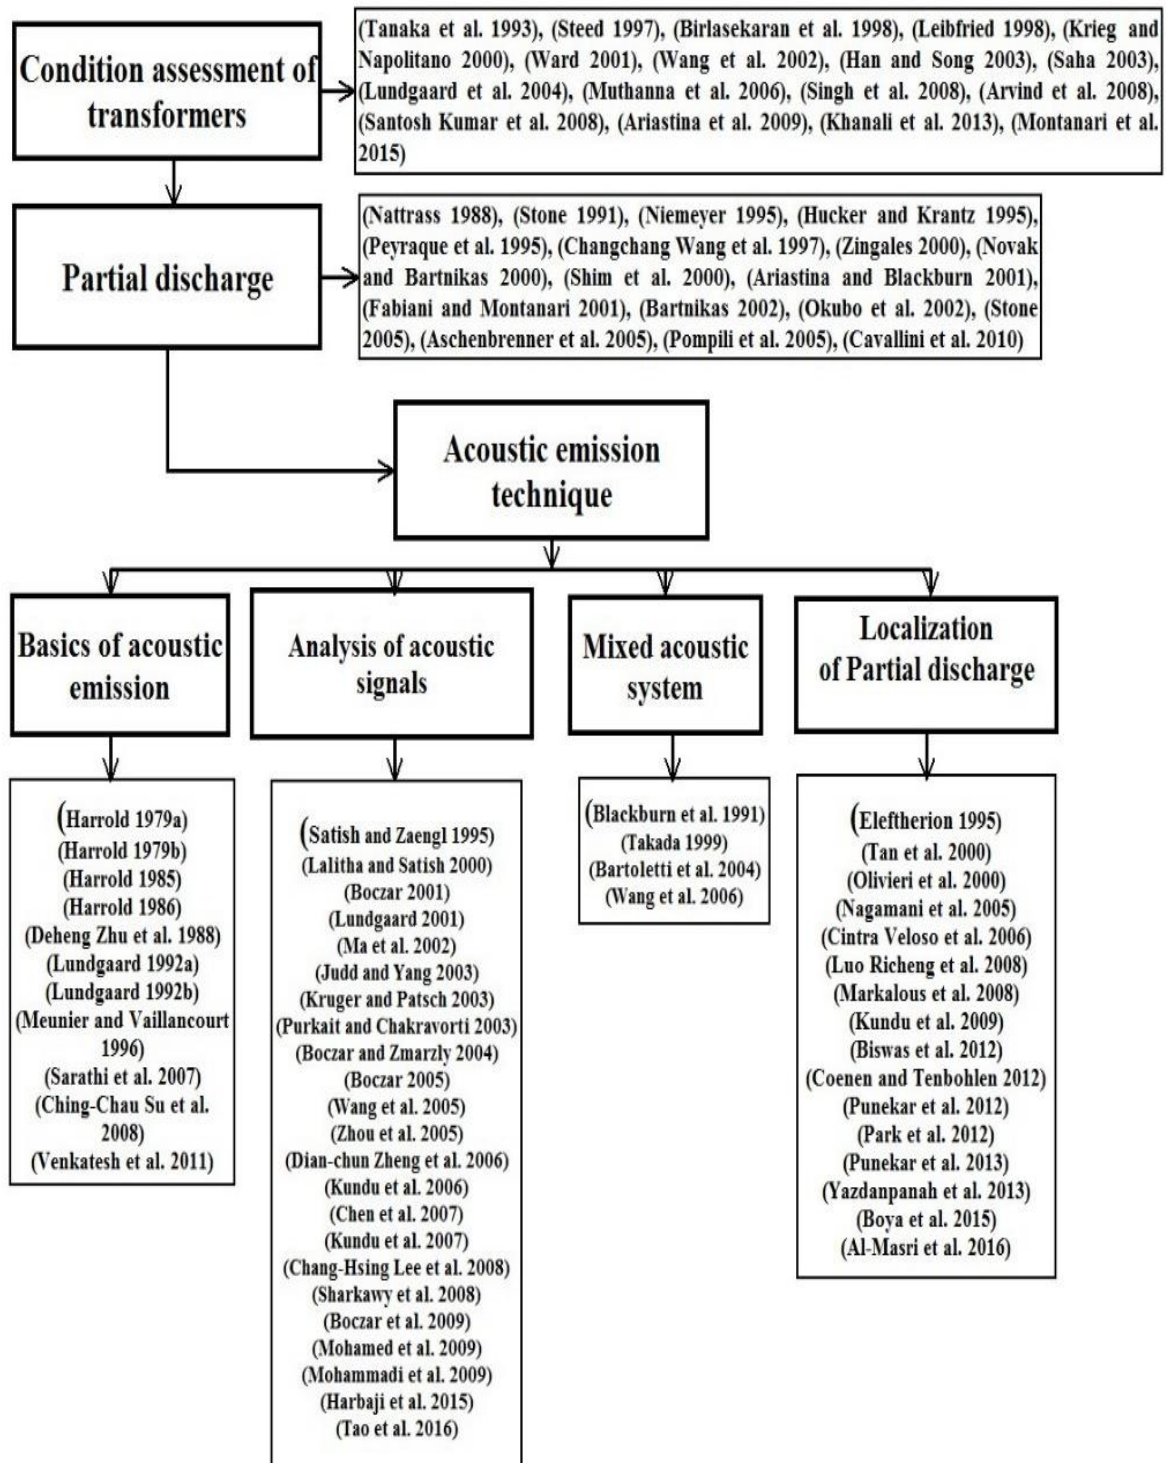 Condition assessment of
transformers
(Tanaka et al. 1993), (Steed 1997), (Birlasekaran et al. 1998), (Leibfried 1998), (Krieg and
Napolitano 2000), (Ward 2001), (Wang et al. 2002), (Han and Song 2003), (Saha 2003),
(Lundgaard et al. 2004), (Muthanna et al. 2006), (Singh et al. 2008), (Arvind et al. 2008),
(Santosh Kumar et al. 2008), (Ariastina et al. 2009), (Khanali et al. 2013), (Montanari et al.
2015)
Partial discharge
(Nattrass 1988), (Stone 1991), (Niemeyer 1995), (Hucker and Krantz 1995),
(Peyraque et al. 1995), (Changchang Wang et al. 1997), (Zingales 2000), (Novak
and Bartnikas 2000), (Shim et al. 2000), (Ariastina and Blackburn 2001),
(Fabiani and Montanari 2001), (Bartnikas 2002), (Okubo et al. 2002), (Stone
2005), (Aschenbrenner et al. 2005), (Pompili et al. 2005), (Cavallini et al. 2010)
Acoustic emission
technique
Basics of acoustic
emission
(Harrold 1979a)
(Harrold 1979b)
(Harrold 1985)
(Harrold 1986)
(Deheng Zhu et al. 1988)
(Lundgaard 1992a)
(Lundgaard 1992b)
(Meunier and Vaillancourt
1996)
(Sarathi et al. 2007)
(Ching-Chau Su et al.
2008)
(Venkatesh et al. 2011)
Analysis of acoustic
signals
(Satish and Zaengl 1995)
(Lalitha and Satish 2000)
(Boczar 2001)
(Lundgaard 2001)
(Ma et al. 2002)
(Judd and Yang 2003)
(Kruger and Patsch 2003)
(Purkait and Chakravorti 2003)
(Boczar and Zmarzly 2004)
(Boczar 2005)
(Wang et al. 2005)
(Zhou et al. 2005)
(Dian-chun Zheng et al. 2006)
(Kundu et al. 2006)
(Chen et al. 2007)
(Kundu et al. 2007)
(Chang-Hsing Lee et al. 2008)
(Sharkawy et al. 2008)
(Boczar et al. 2009)
(Mohamed et al. 2009)
(Mohammadi et al. 2009)
(Harbaji et al. 2015)
(Tao et al. 2016)
Mixed acoustic
system
(Blackburn et al. 1991)
(Takada 1999)
(Bartoletti et al. 2004)
(Wang et al. 2006)
Localization
of Partial discharge
(Eleftherion 1995)
(Tan et al. 2000)
(Olivieri et al. 2000)
(Nagamani et al. 2005)
(Cintra Veloso et al. 2006)
(Luo Richeng et al. 2008)
(Markalous et al. 2008)
(Kundu et al. 2009)
(Biswas et al. 2012)
(Coenen and Tenbohlen 2012)
(Punekar et al. 2012)
(Park et al. 2012)
(Punekar et al. 2013)
(Yazdanpanah et al. 2013)
(Boya et al. 2015)
(Al-Masri et al. 2016)